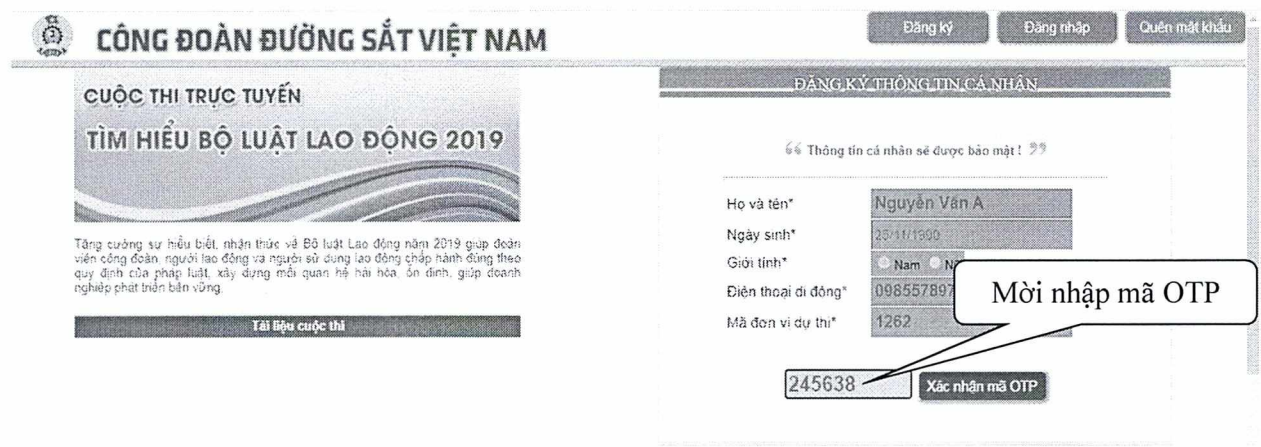 CÔNG ĐOÀN ĐƯỜNG SẮT VIỆT NAM
Đăng ký
Đăng nhập
Quên mật khẩu
CUỘC THI TRỰC TUYẾN
TÌM HIỂU BỘ LUẬT LAO ĐỘNG 2019
Tăng cường sự hiểu biết, nhận thức về Bộ luật Lao động năm 2019 giúp đoàn
viên công đoàn, người lao động và người sử dụng lao động chấp hành đúng theo
quy định của pháp luật, xây dựng mối quan hệ hài hòa, ổn định, giúp doanh
nghiệp phát triển bền vững.
Tài liệu cuộc thi
ĐĂNG KÝ THÔNG TIN CÁ NHÂN
“ Thông tin cá nhân sẽ được bảo mật ! ”
Họ và tên* Nguyễn Văn A
Ngày sinh* 25/11/1990
Giới tính* Nam
Điện thoại di động* 098557897
Mã đơn vị dự thi* 1262
Mời nhập mã OTP
245638
Xác nhận mã OTP